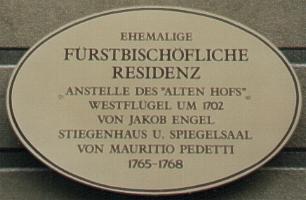 EHEMALIGE
FÜRSTBISCHÖFLICHE
RESIDENZ
ANSTELLE DES "ALTEN HOFS"
WESTFLÜGEL UM 1702
VON JAKOB ENGEL
STIEGENHAUS U. SPIEGELSAAL
VON MAURITIO PEDETTI
1765-1768